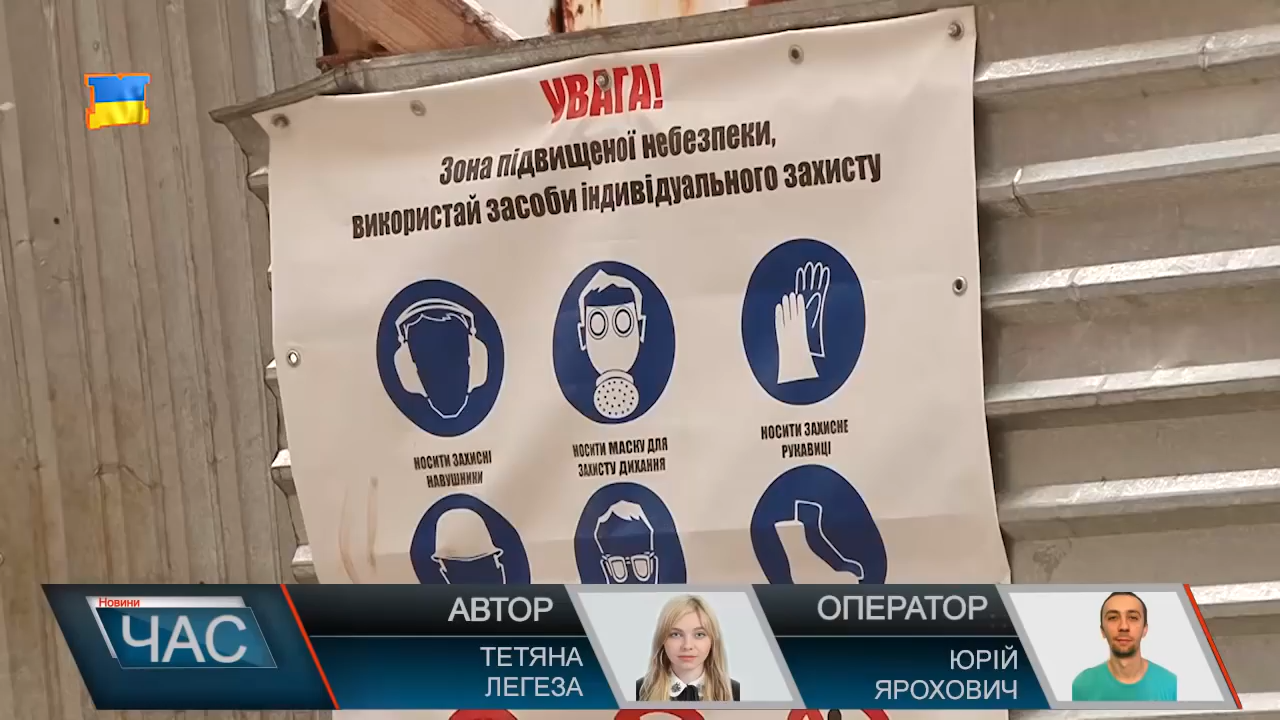 УВАГА!
Зона підвищеної небезпеки,
використай засоби індивідуального захисту
НОСИТИ ЗАХИСНІ
НАВУШНИКИ
НОСИТИ МАСКУ ДЛЯ
ЗАХИСТУ ДИХАННЯ
НОСИТИ ЗАХИСНЕ
РУКАВИЦІ
Новини
ЧАС
АВТОР
ТЕТЯНА
ЛЕГЕЗА
ОПЕРАТОР
ЮРІЙ
ЯРОХОВИЧ